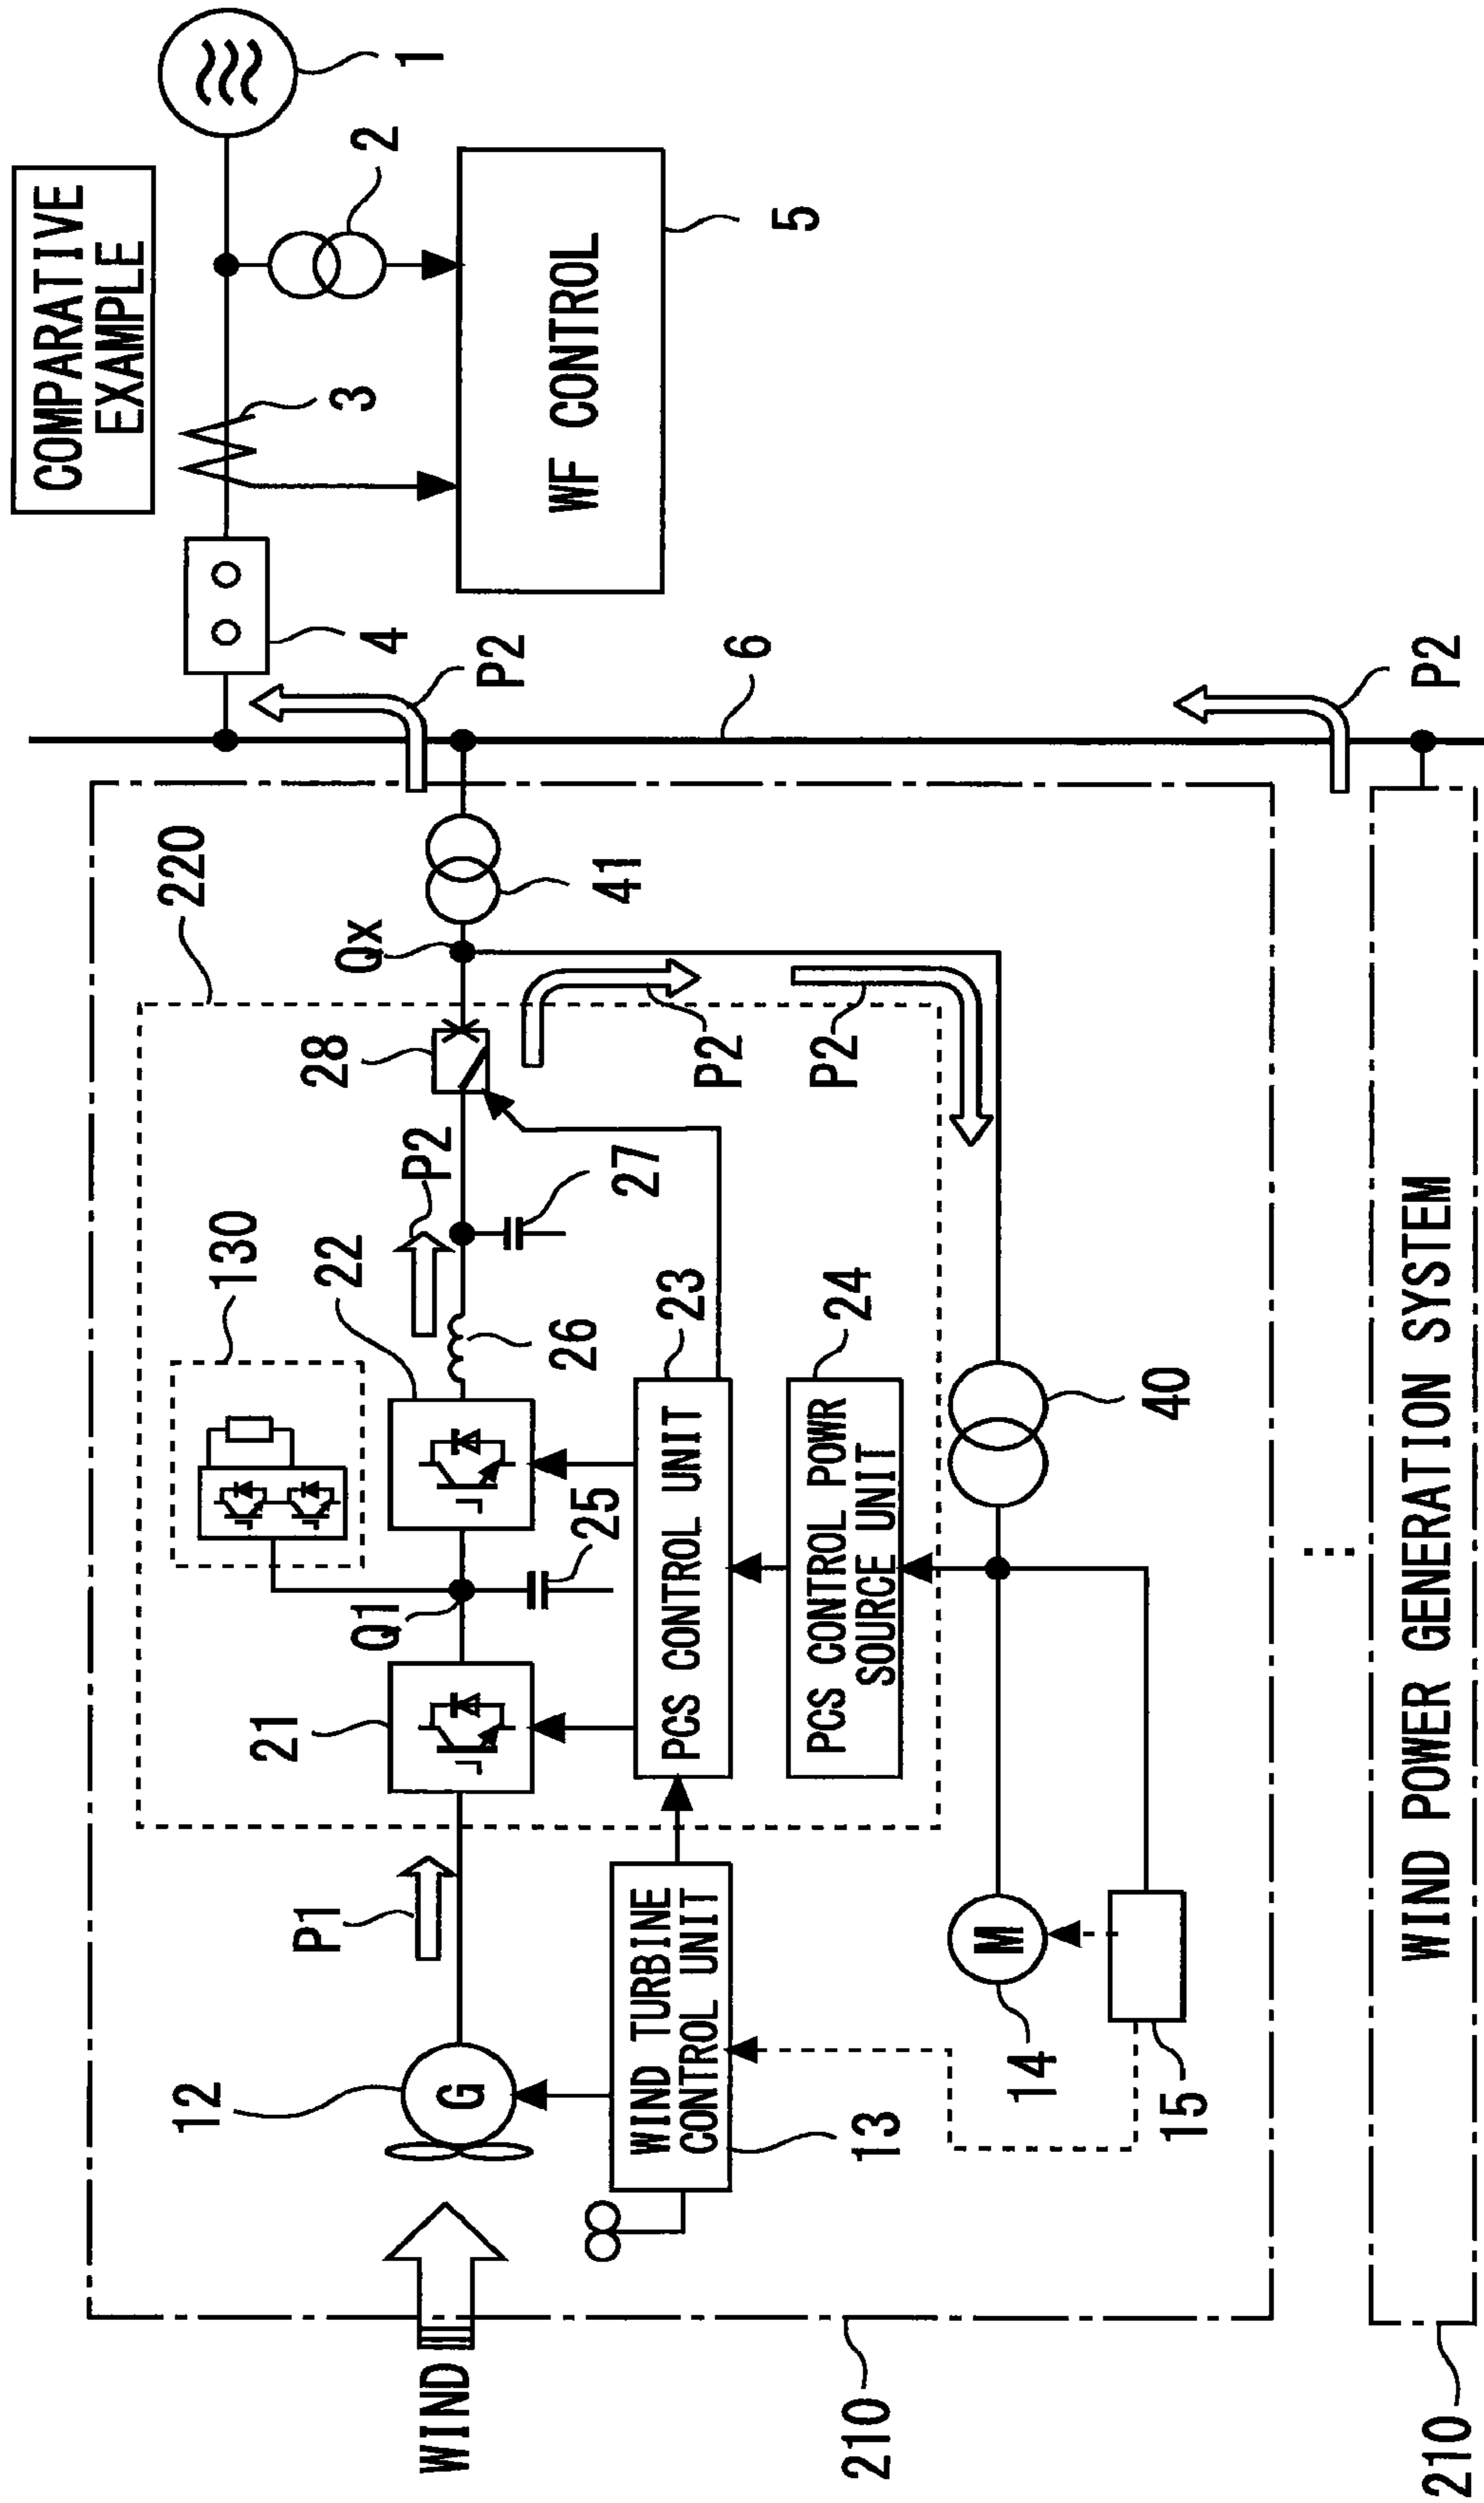 COMPARATIVE
EXAMPLE
1
2
3
4
5
WF CONTROL
P2
6
P2
220
Qx
41
28
P2
P2
P2
130
22
27
26
23
24
40
Q1
25
21
PCS CONTROL UNIT
PCS CONTROL POWR
SOURCE UNIT
P1
12
G
WIND TURBINE
CONTROL UNIT
M
13
14
15
WIND
210
WIND POWER GENERATION SYSTEM
210